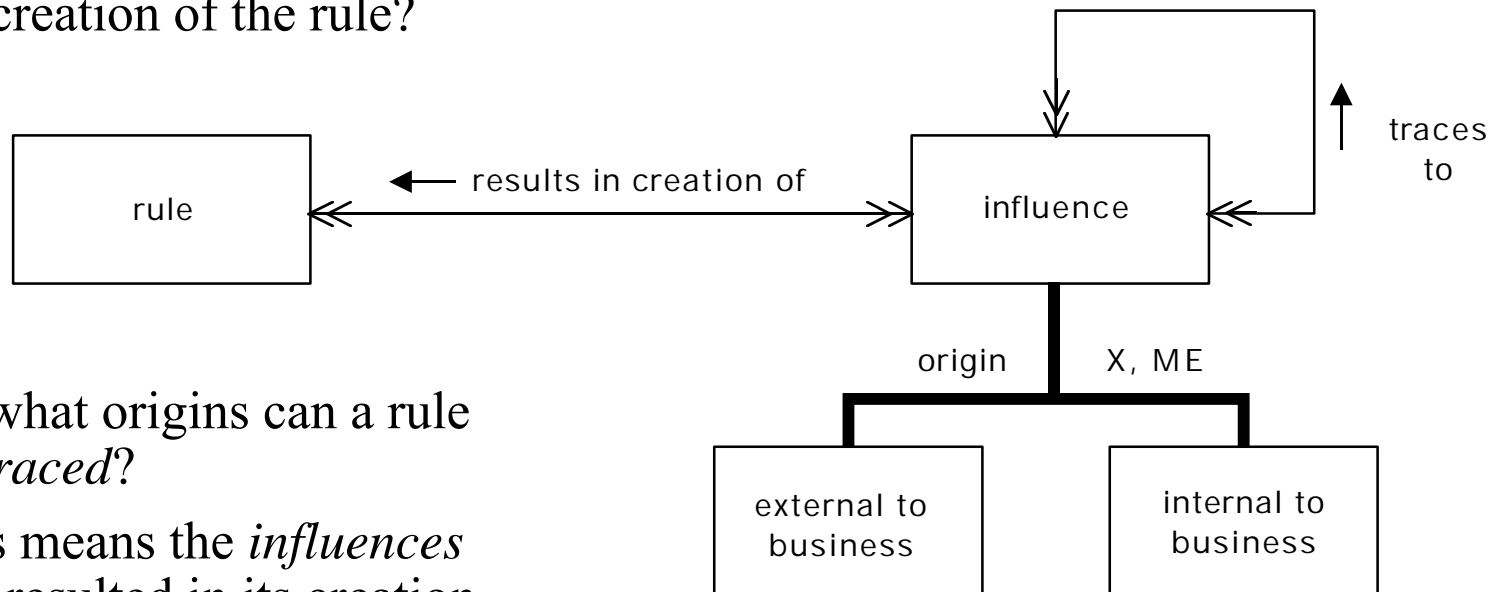 creation of the rule?
traces
to
results in creation of
rule
influence
origin
X, ME
what origins can a rule
raced?
external to
business
internal to
business
s means the influences
resulted in its creation